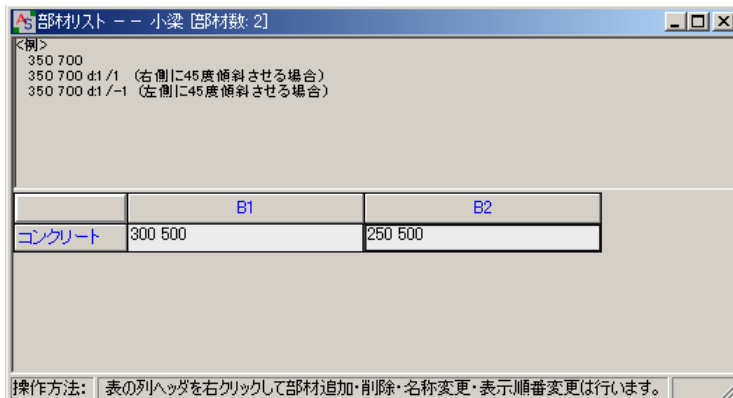 部材リスト －－ 小梁 [部材数: 2]
<例>
350 700
350 700 d:1 /1 （右側に45度傾斜させる場合）
350 700 d:1 /-1 （左側に45度傾斜させる場合）
B1 B2
コンクリート 300 500 250 500
操作方法: 表の列ヘッダを右クリックして部材追加・削除・名称変更・表示順番変更は行います。